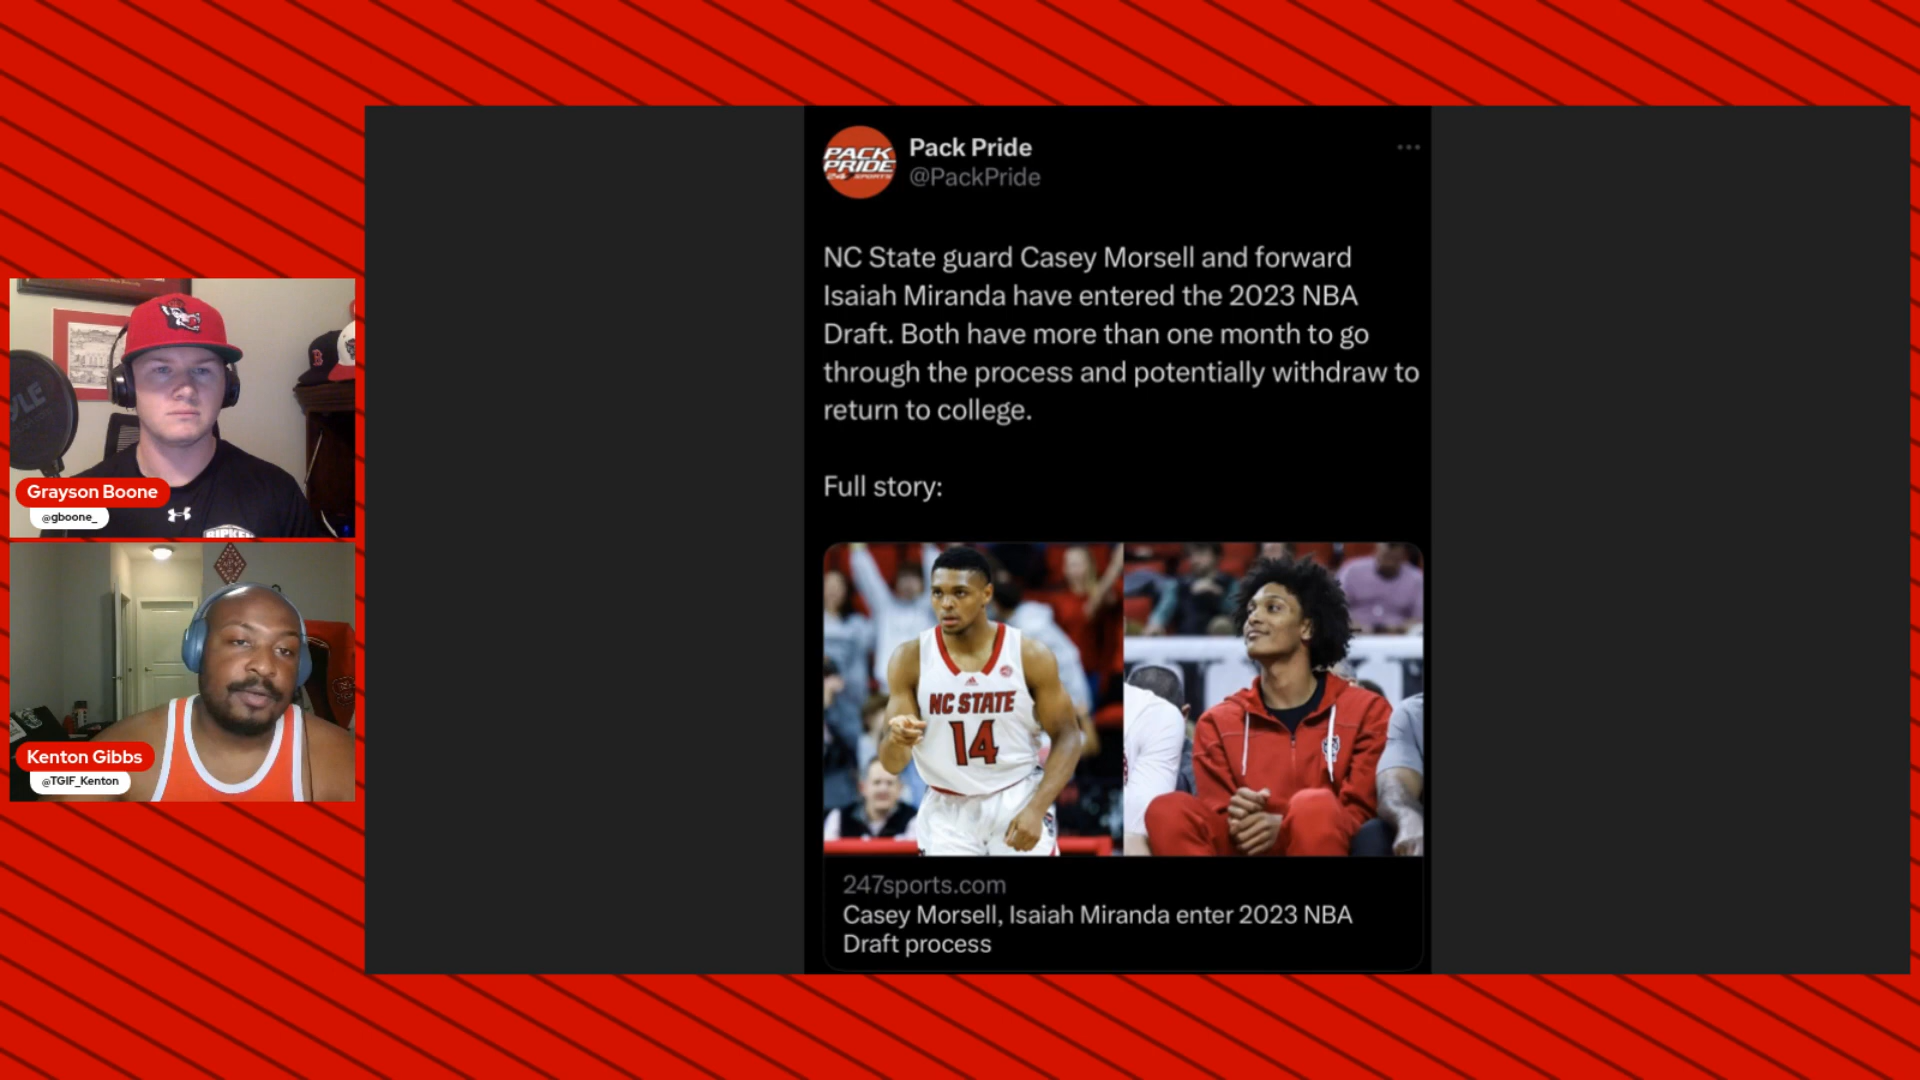 Pack Pride
@PackPride
PACK
PRIDE
NC State guard Casey Morsell and forward
Isaiah Miranda have entered the 2023 NBA
Draft. Both have more than one month to go
through the process and potentially withdraw to
return to college.
Full story:
NC STATE
14
247sports.com
Casey Morsell, Isaiah Miranda enter 2023 NBA
Draft process
Grayson Boone
@gboone_
Kenton Gibbs
@TGIF_Kenton